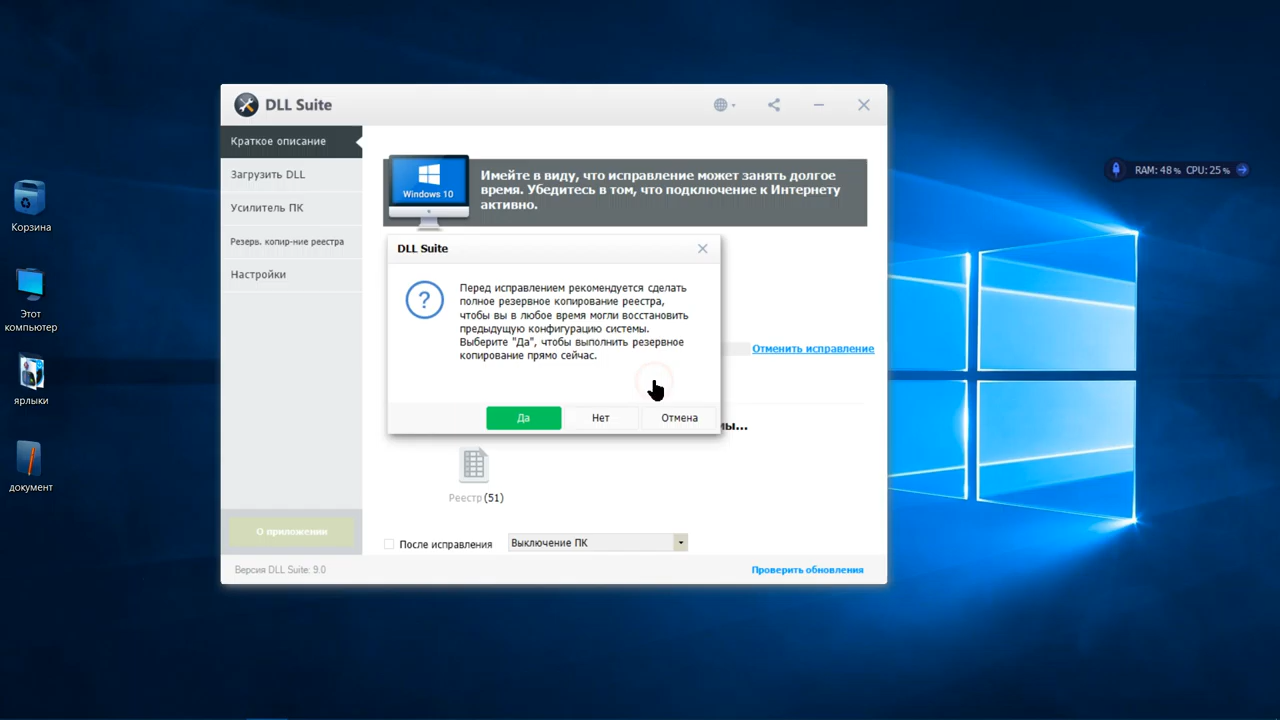 DLL Suite
Краткое описание
Загрузить DLL
Усилитель ПК
Резерв. копир-ние реестра
Настройки
О приложении
Версия DLL Suite: 9.0
Windows 10
Имейте в виду, что исправление может занять долгое
время. Убедитесь в том, что подключение к Интернету
активно.
DLL Suite
Перед исправлением рекомендуется сделать
полное резервное копирование реестра,
чтобы вы в любое время могли восстановить
предыдущую конфигурацию системы.
Выберите "Да", чтобы выполнить резервное
копирование прямо сейчас.
Да
Нет
Отмена
Отменить исправление
мы...
Реестр (51)
После исправления
Выключение ПК
Проверить обновления
RAM: 48% CPU: 25%
Корзина
Этот
компьютер
ярлыки
документ